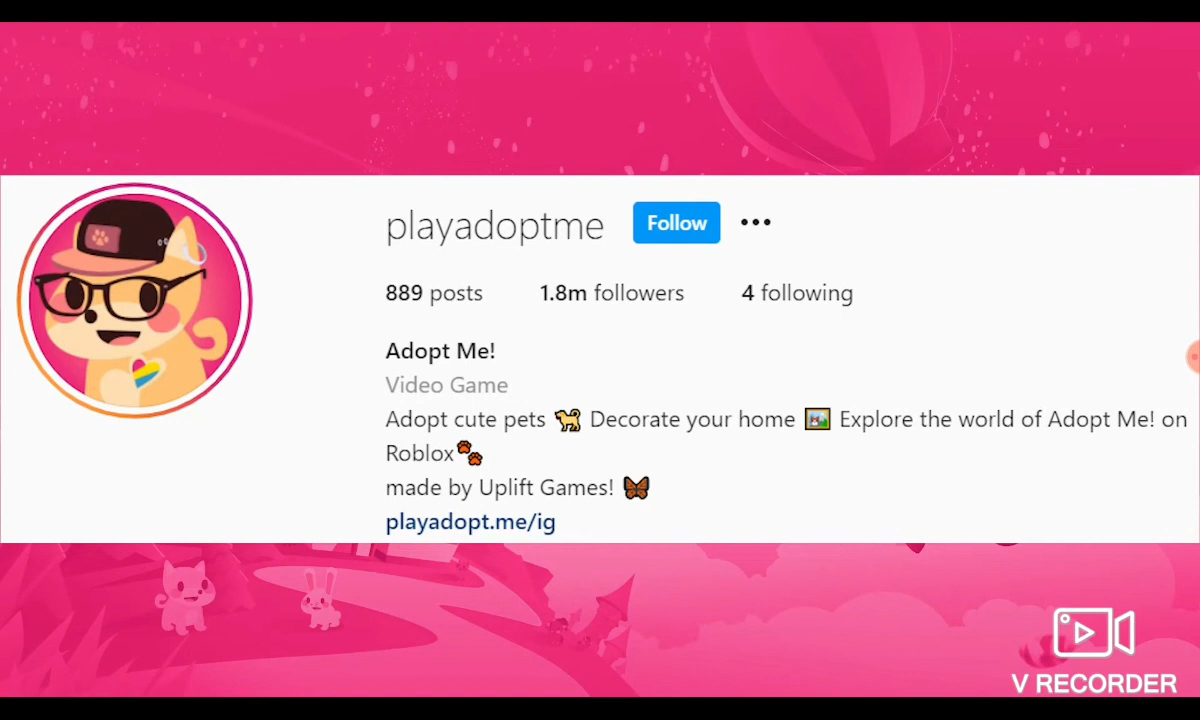 playadoptme Follow
889 posts 1.8m followers 4 following
Adopt Me!
Video Game
Adopt cute pets 🐕 Decorate your home 🖼️ Explore the world of Adopt Me! on
Roblox🐾
made by Uplift Games! 🦋
playadopt.me/ig
V RECORDER